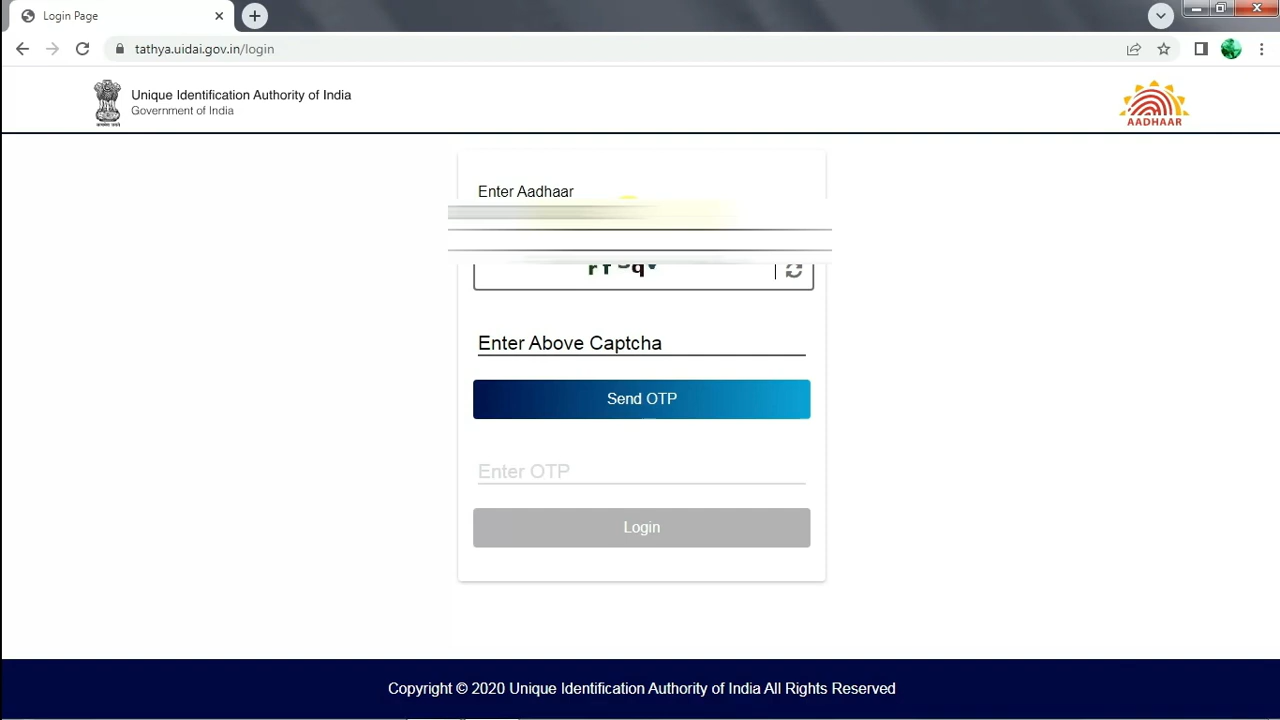 Login Page
tathya.uidai.gov.in/login
Unique Identification Authority of India
Government of India
AADHAAR
Enter Aadhaar
Enter Above Captcha
Send OTP
Enter OTP
Login
Copyright © 2020 Unique Identification Authority of India All Rights Reserved